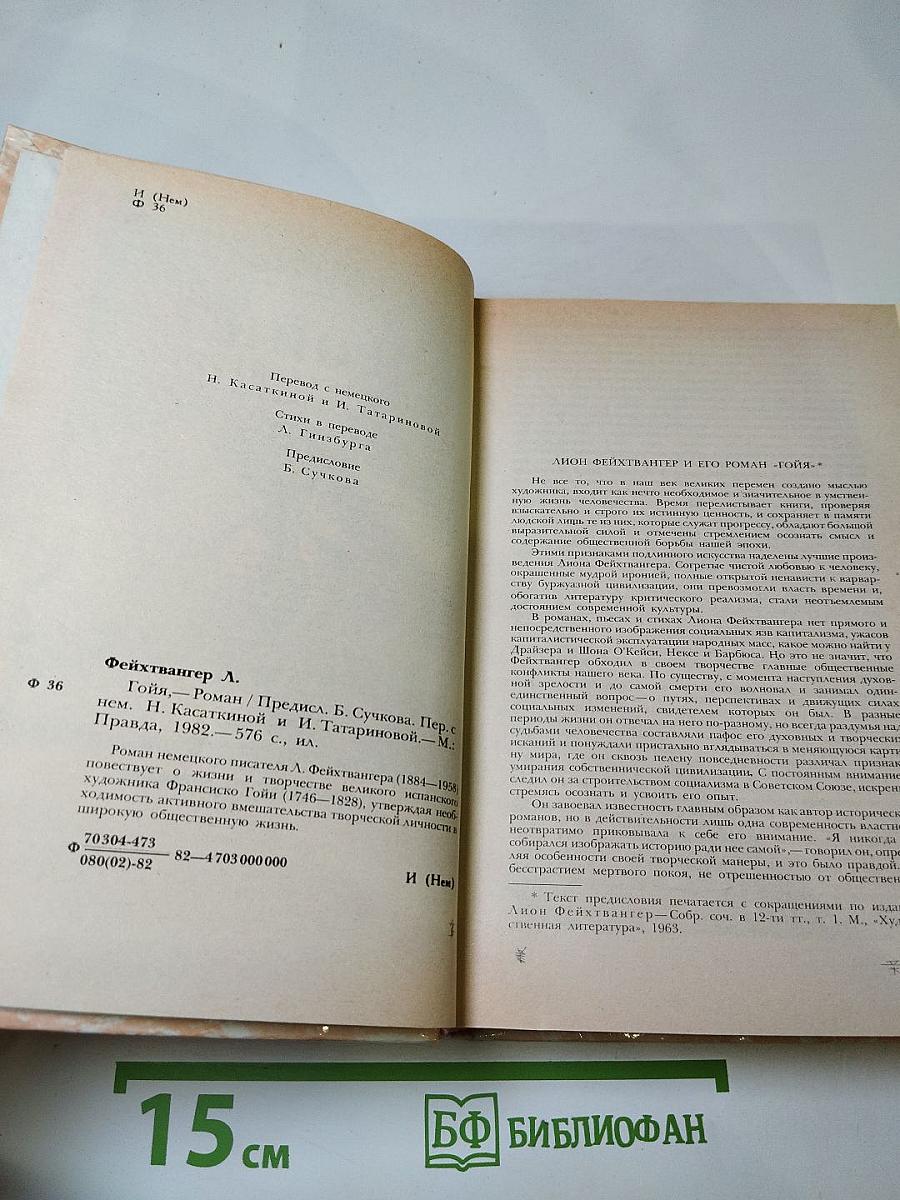 И (Нем)
Ф 36
Перевод с немецкого
Н. Касаткиной и И. Татариновой
Стихи в переводе
Л. Гинзбурга
Предисловие
Б. Сучкова
Фейхтвангер Л.
Ф 36
Гойя,— Роман / Предисл. Б. Сучкова. Пер. с
нем. Н. Касаткиной и И. Татариновой.—М.:
Правда, 1982.—576 с., ил.
Роман немецкого писателя Л. Фейхтвангера (1884—1958)
повествует о жизни и творчестве великого испанского
художника Франсиско Гойи (1746—1828), утверждая необ-
ходимость активного вмешательства творческой личности в
широкую общественную жизнь.
Ф 70304-473
080(02)-82 82—4703000000
И (Нем)
ЛИОН ФЕЙХТВАНГЕР И ЕГО РОМАН «ГОЙЯ»*
Не все то, что в наш век великих перемен создано мыслью
художника, входит как нечто необходимое и значительное в умствен-
ную жизнь человечества. Время перелистывает книги, проверяя
взыскательно и строго их истинную ценность, и сохраняет в памяти
людской лишь те из них, которые служат прогрессу, обладают большой
выразительной силой и отмечены стремлением осознать смысл и
содержание общественной борьбы нашей эпохи.
Этими признаками подлинного искусства наделены лучшие произ-
ведения Лиона Фейхтвангера. Согретые чистой любовью к человеку,
окрашенные мудрой иронией, полные открытой ненависти к варвар-
ству буржуазной цивилизации, они превозмогли власть времени и,
обогатив литературу критического реализма, стали неотъемлемым
достоянием современной культуры.
В романах, пьесах и стихах Лиона Фейхтвангера нет прямого и
непосредственного изображения социальных язв капитализма, ужасов
капиталистической эксплуатации народных масс, какое можно найти у
Драйзера и Шона О'Кейси, Нексе и Барбюса. Но это не значит, что
Фейхтвангер обходил в своем творчестве главные общественные
конфликты нашего века. По существу, с момента наступления духов-
ной зрелости и до самой смерти его волновал и занимал один-
единственный вопрос—о путях, перспективах и движущих силах
социальных изменений, свидетелем которых он был. В разные
периоды жизни он отвечал на него по-разному, но всегда раздумья над
судьбами человечества составляли пафос его духовных и творческих
исканий и понуждали пристально вглядываться в меняющуюся карти-
ну мира, где он сквозь пелену повседневности различал признак
умирания собственнической цивилизации. С постоянным внимание
следил он за строительством социализма в Советском Союзе, искрен
стремясь осознать и усвоить его опыт.
Он завоевал известность главным образом как автор историческ
романов, но в действительности лишь одна современность властно
неотвратимо приковывала к себе его внимание. «Я никогда
собирался изображать историю ради нее самой»,—говорил он, опре
ляя особенности своей творческой манеры, и это было правдой.
бесстрастием мертвого покоя, не отрешенностью от обществен
* Текст предисловия печатается с сокращениями по изда
Лион Фейхтвангер—Собр. соч. в 12-ти тт., т. 1. М., «Худ
ственная литература», 1963.
15 см
БФ БИБЛИОФАН